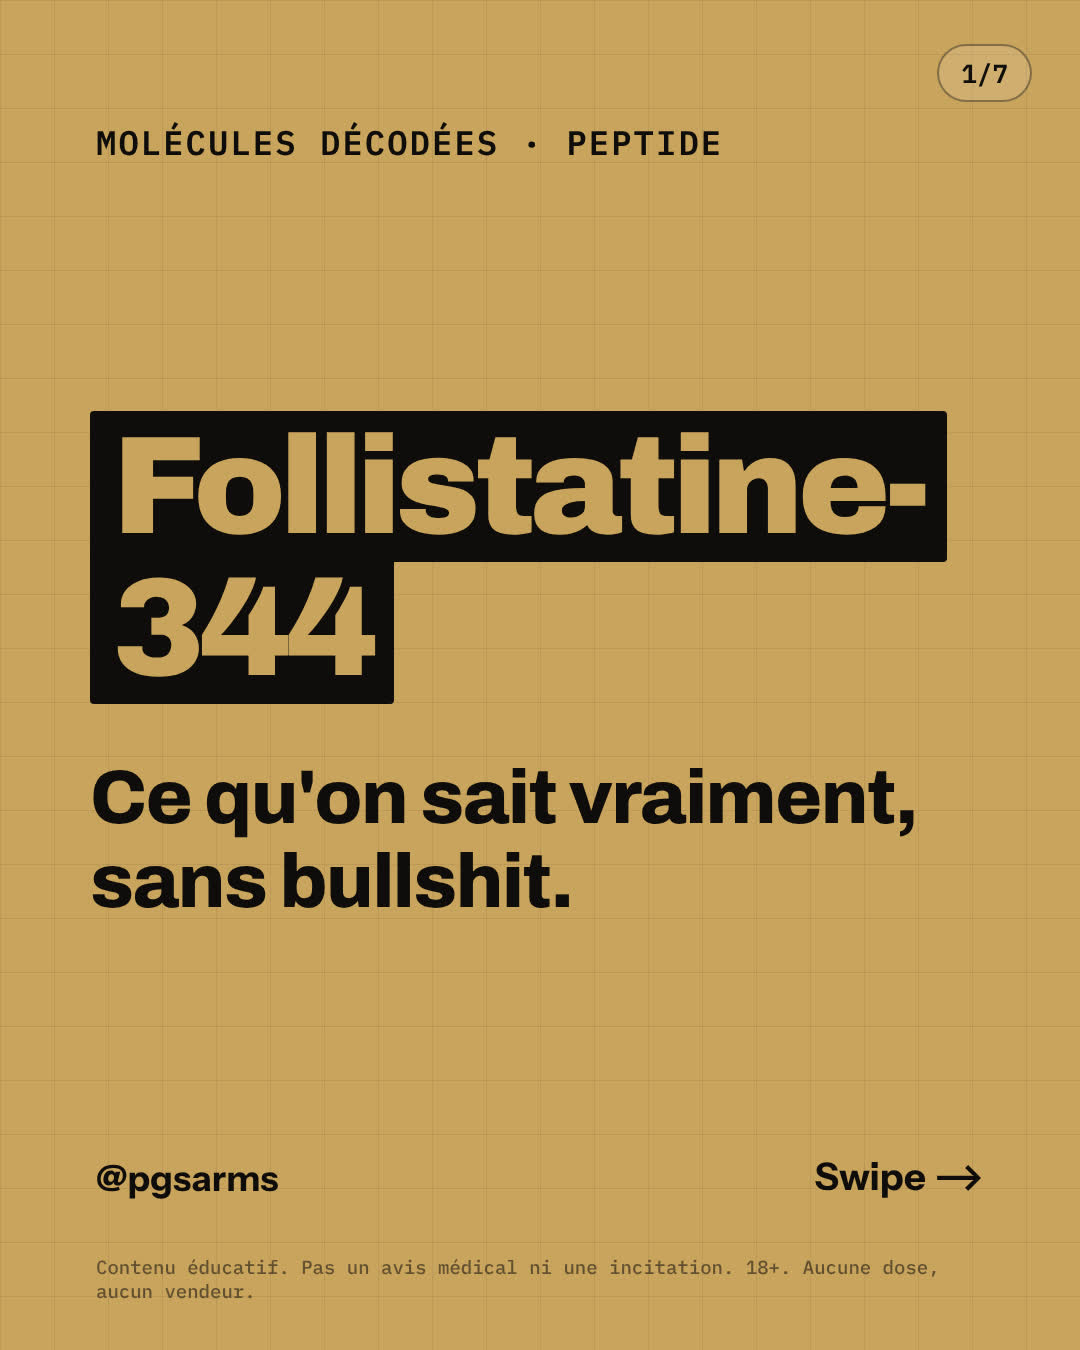 1/7
MOLÉCULES DÉCODÉES · PEPTIDE
Follistatine-
344
Ce qu'on sait vraiment,
sans bullshit.
@pgsarms
Swipe →
Contenu éducatif. Pas un avis médical ni une incitation. 18+. Aucune dose,
aucun vendeur.